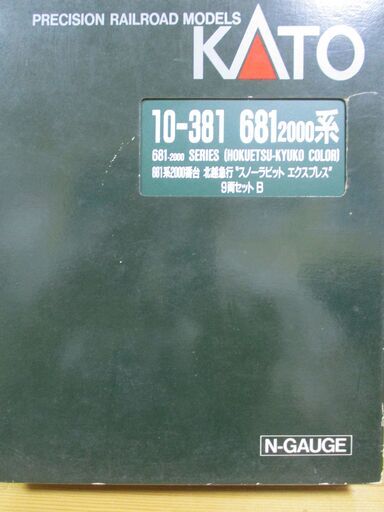 PRECISION RAILROAD MODELS
KATO
10-381 6812000系
681-2000 SERIES (HOKUETSU-KYUKO COLOR)
681系2000番台 北越急行 "スノーラビット エクスプレス"
9両セットB
N-GAUGE